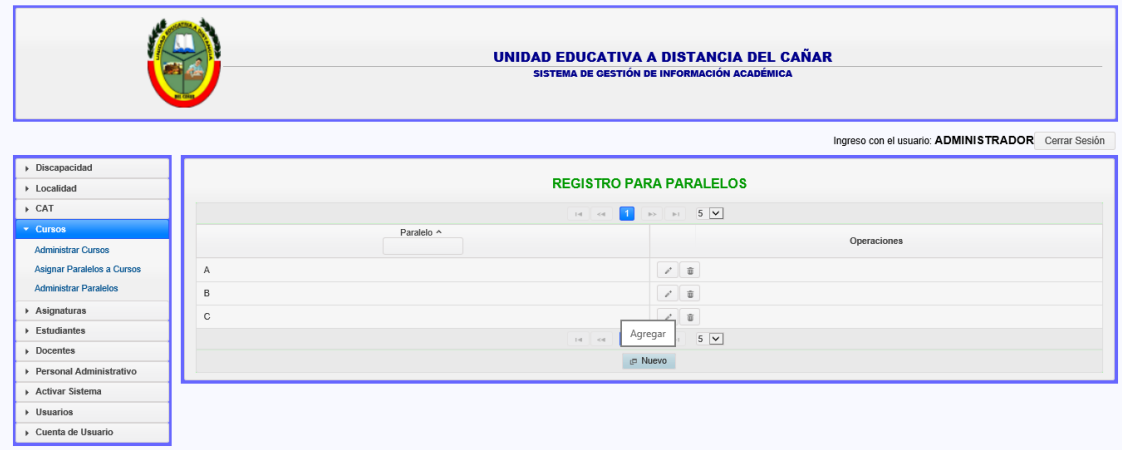 UNIDAD EDUCATIVA A DISTANCIA DEL CAÑAR
SISTEMA DE GESTIÓN DE INFORMACIÓN ACADÉMICA
Ingreso con el usuario: ADMINISTRADOR Cerrar Sesión
Discapacidad
Localidad
CAT
Cursos
Administrar Cursos
Asignar Paralelos a Cursos
Administrar Paralelos
Asignaturas
Estudiantes
Docentes
Personal Administrativo
Activar Sistema
Usuarios
Cuenta de Usuario
REGISTRO PARA PARALELOS
1 5
Paralelo Operaciones
A
B
C
Agregar
5
Nuevo